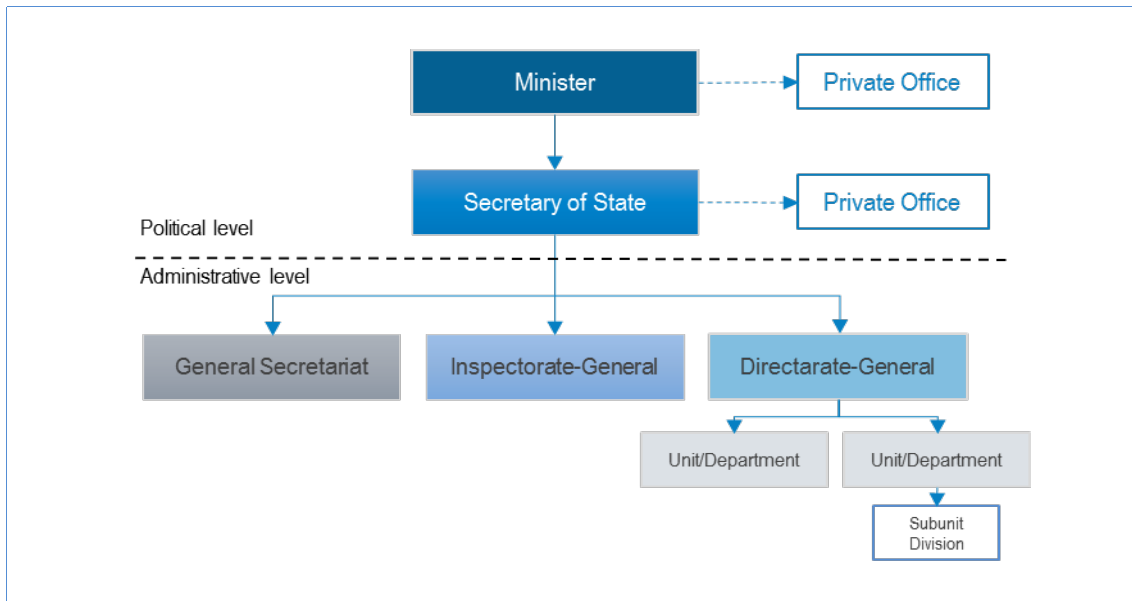 Minister
Private Office
Secretary of State
Private Office
Political level
Administrative level
General Secretariat
Inspectorate-General
Directarate-General
Unit/Department
Unit/Department
Subunit
Division